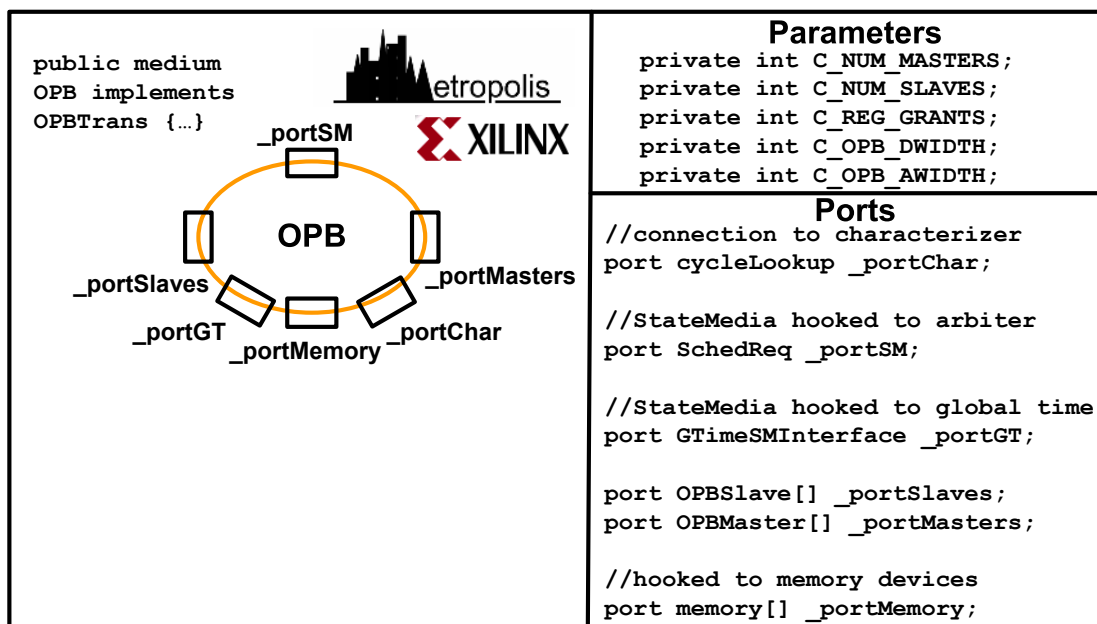 public medium
OPB implements
OPBTrans {…}
etropolis
XILINX
_portSM
OPB
_portSlaves
_portMasters
_portGT
_portMemory
_portChar
Parameters
private int C_NUM_MASTERS;
private int C_NUM_SLAVES;
private int C_REG_GRANTS;
private int C_OPB_DWIDTH;
private int C_OPB_AWIDTH;
Ports
//connection to characterizer
port cycleLookup _portChar;
//StateMedia hooked to arbiter
port SchedReq _portSM;
//StateMedia hooked to global time
port GTimeSMInterface _portGT;
port OPBSlave[] _portSlaves;
port OPBMaster[] _portMasters;
//hooked to memory devices
port memory[] _portMemory;